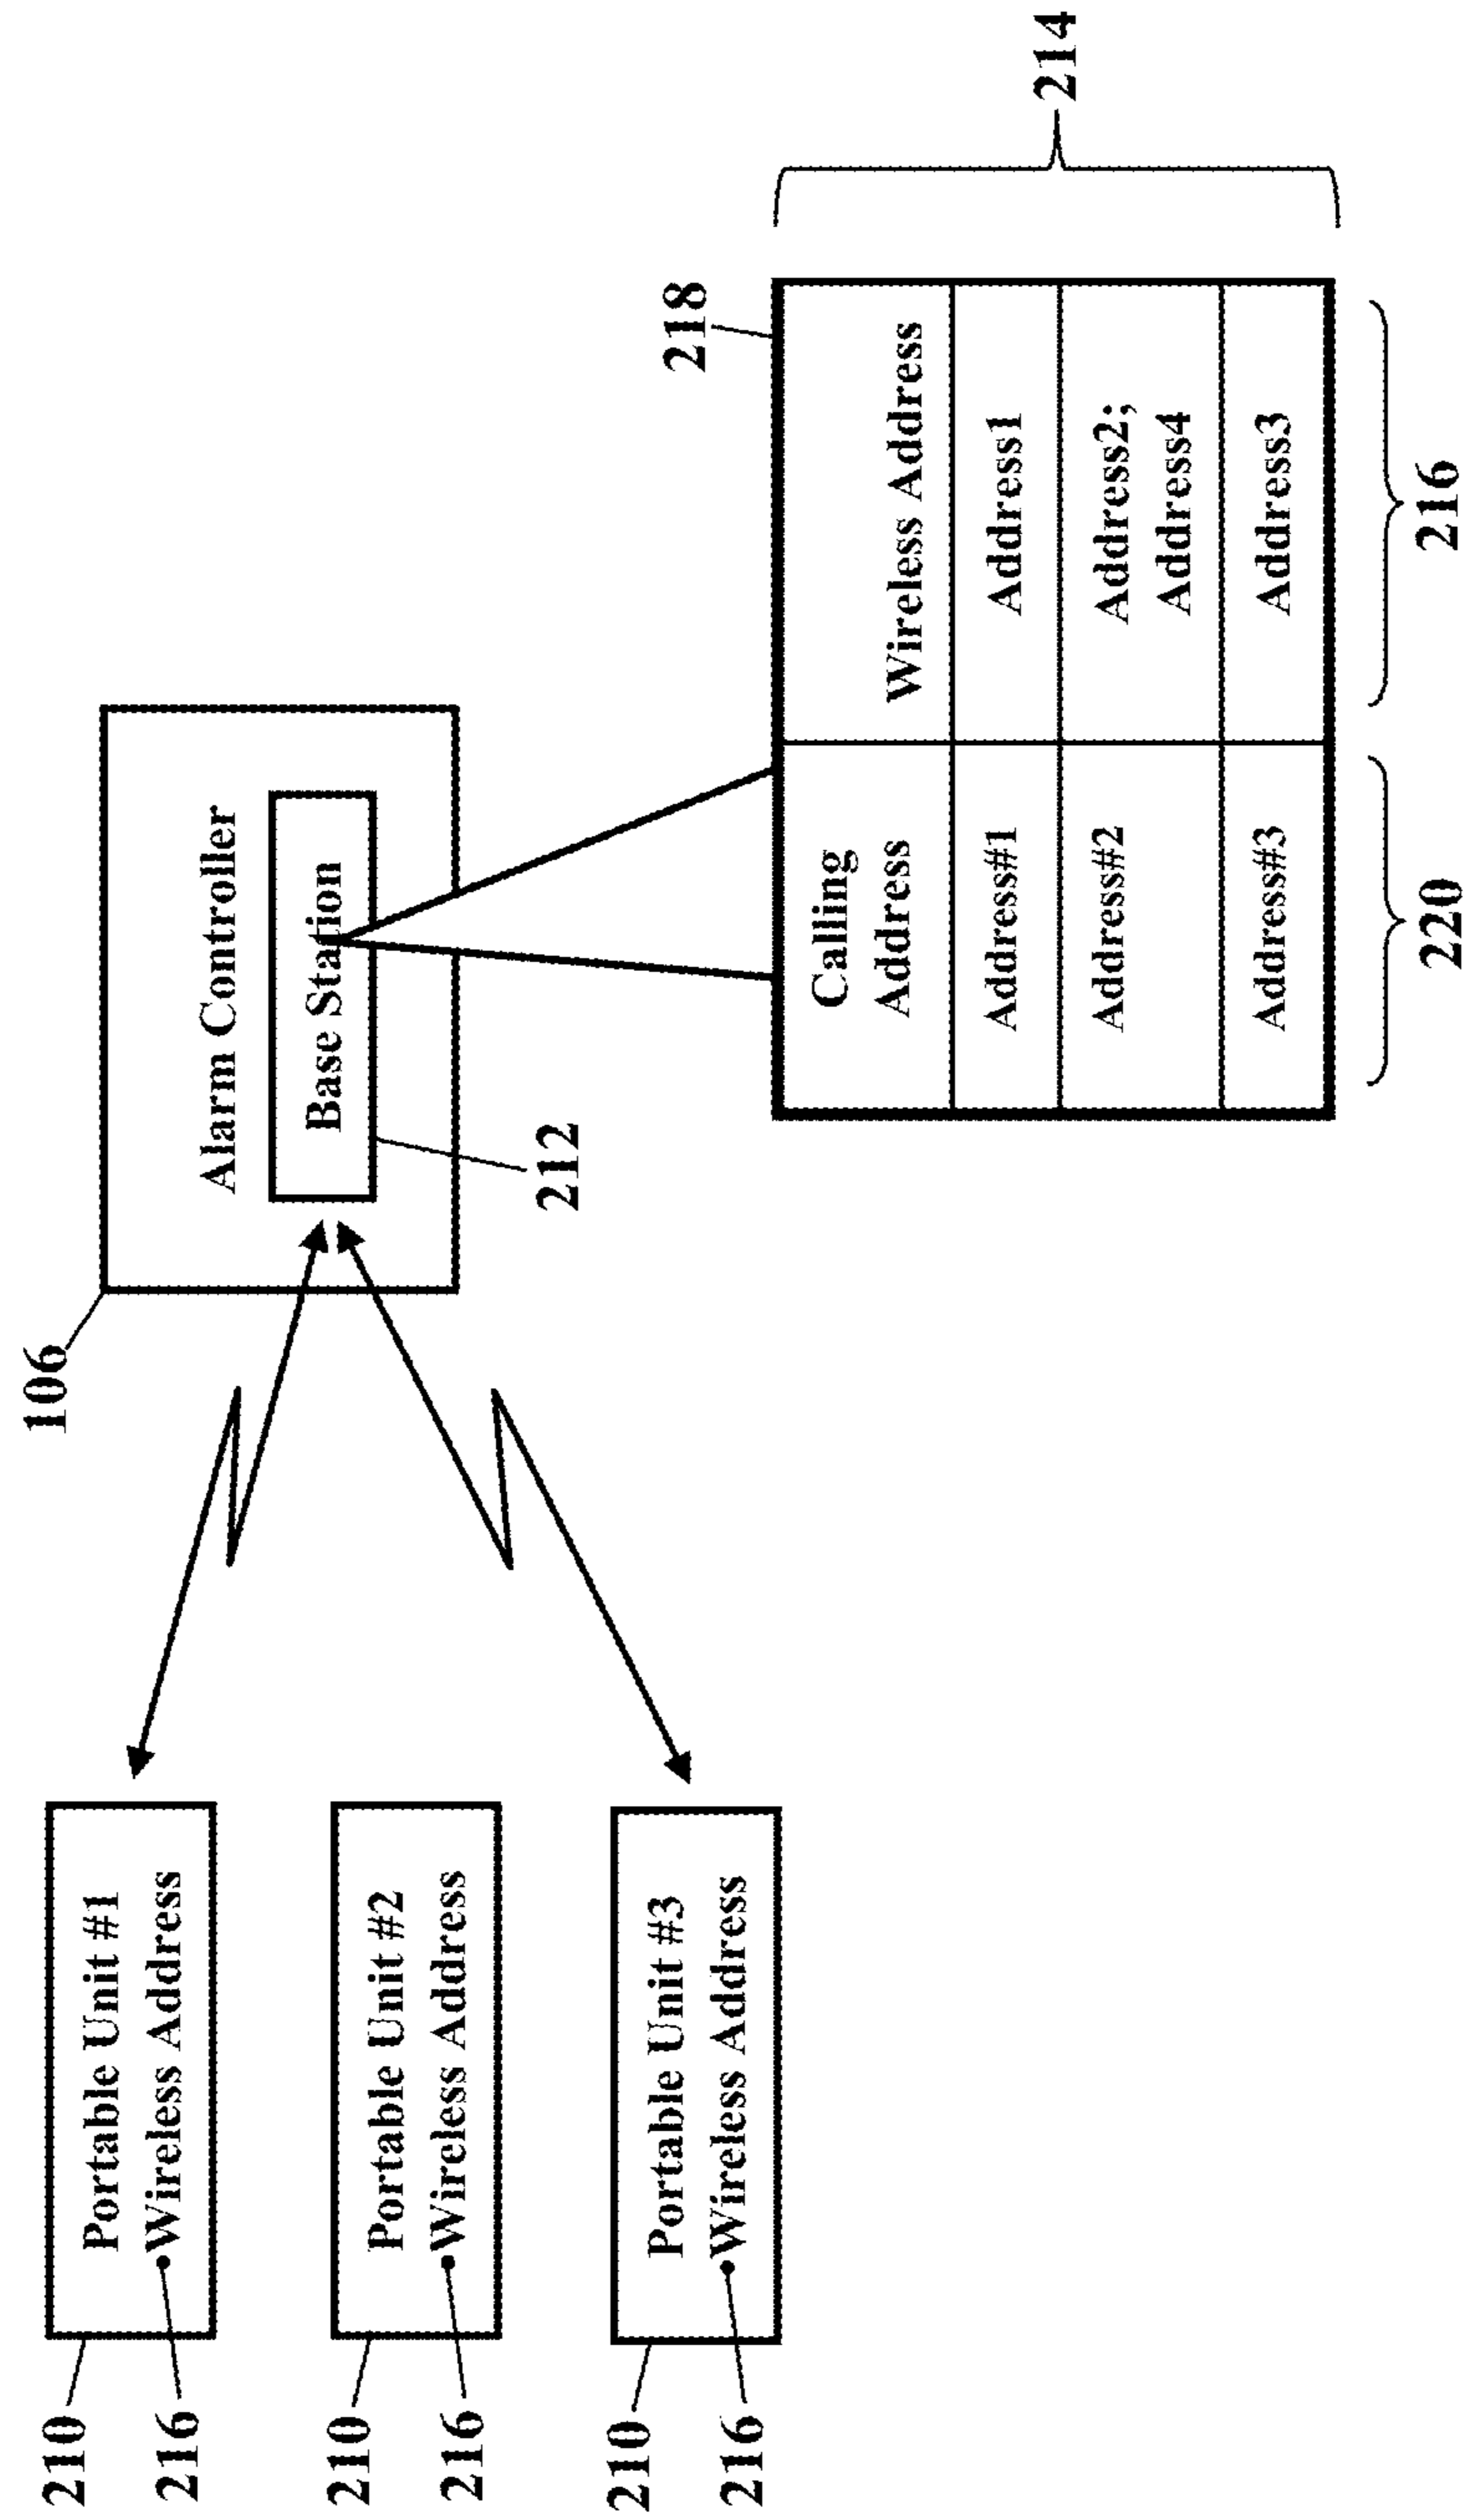 210
Portable Unit #1
Wireless Address
216
210
Portable Unit #2
Wireless Address
216
210
Portable Unit #3
Wireless Address
216
106
Alarm Controller
Base Station
212
218
Calling
Address
Wireless Address
Address#1
Address1
Address#2
Address2;
Address4
Address#3
Address3
214
220
216